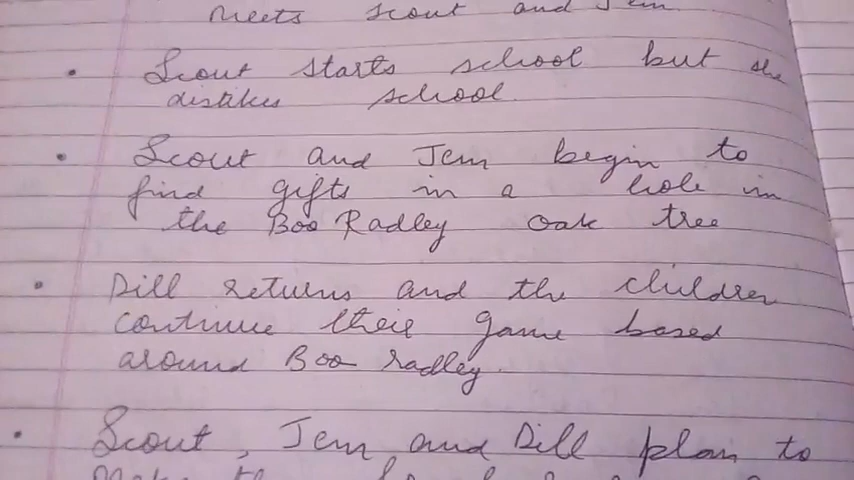 meets scout and Jem
• Scout starts school but she
dislikes school.
• Scout and Jem begin to
find gifts in a hole in
the Boo Radley oak tree
• Dill returns and the children
continue their game based
around Boo radley.
• Scout, Jem and Dill plan to
make